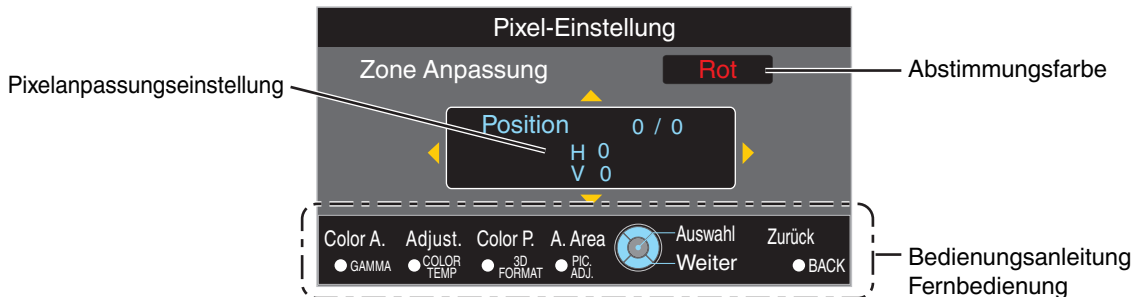 Pixel-Einstellung
Zone Anpassung Rot
Pixelanpassungseinstellung
Abstimmungsfarbe
Position 0 / 0
H 0
V 0
Color A. Adjust. Color P. A. Area Auswahl Zurück
GAMMA COLOR TEMP 3D FORMAT PIC. ADJ. Weiter BACK
Bedienungsanleitung
Fernbedienung